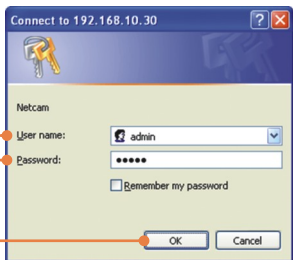 Connect to 192.168.10.30
Netcam
User name:
admin
Password:
•••••
Remember my password
OK
Cancel